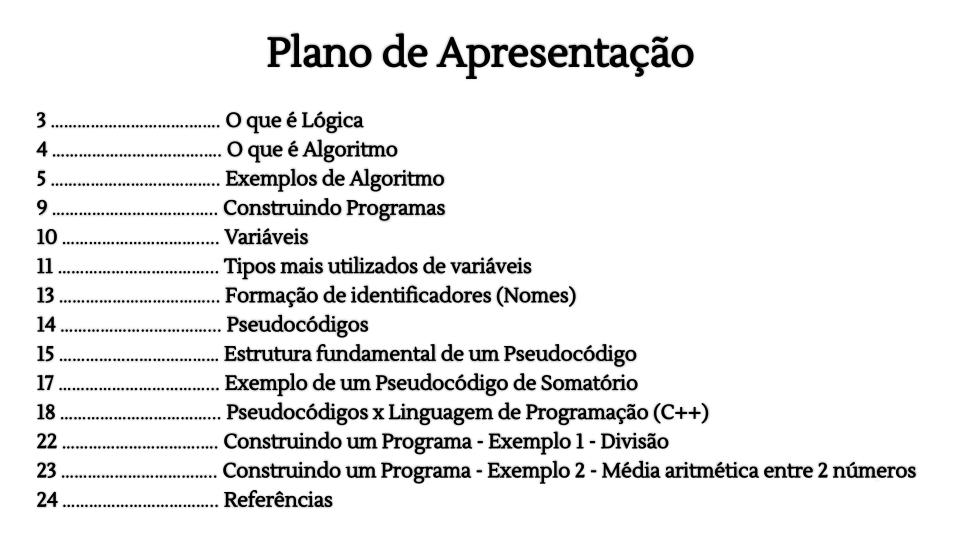 Plano de Apresentação
3 .................................... O que é Lógica
4 .................................... O que é Algoritmo
5 .................................... Exemplos de Algoritmo
9 .................................... Construindo Programas
10 .................................. Variáveis
11 .................................. Tipos mais utilizados de variáveis
13 .................................. Formação de identificadores (Nomes)
14 .................................. Pseudocódigos
15 .................................. Estrutura fundamental de um Pseudocódigo
17 .................................. Exemplo de um Pseudocódigo de Somatório
18 .................................. Pseudocódigos x Linguagem de Programação (C++)
22 .................................. Construindo um Programa - Exemplo 1 - Divisão
23 .................................. Construindo um Programa - Exemplo 2 - Média aritmética entre 2 números
24 .................................. Referências